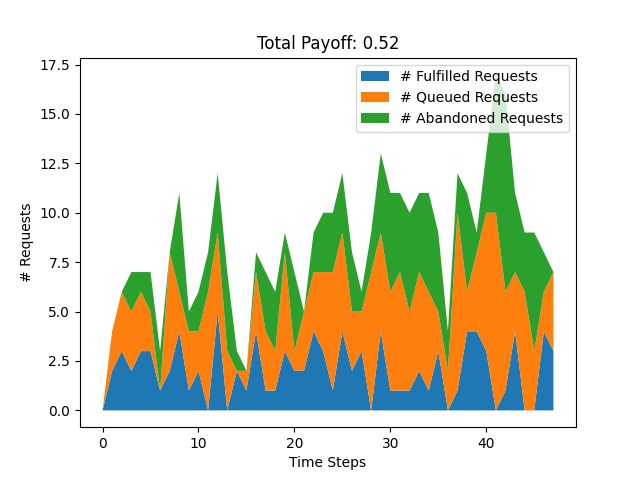 Total Payoff: 0.52
# Fulfilled Requests
# Queued Requests
# Abandoned Requests
17.5
15.0
12.5
10.0
7.5
5.0
2.5
0.0
# Requests
0 10 20 30 40
Time Steps